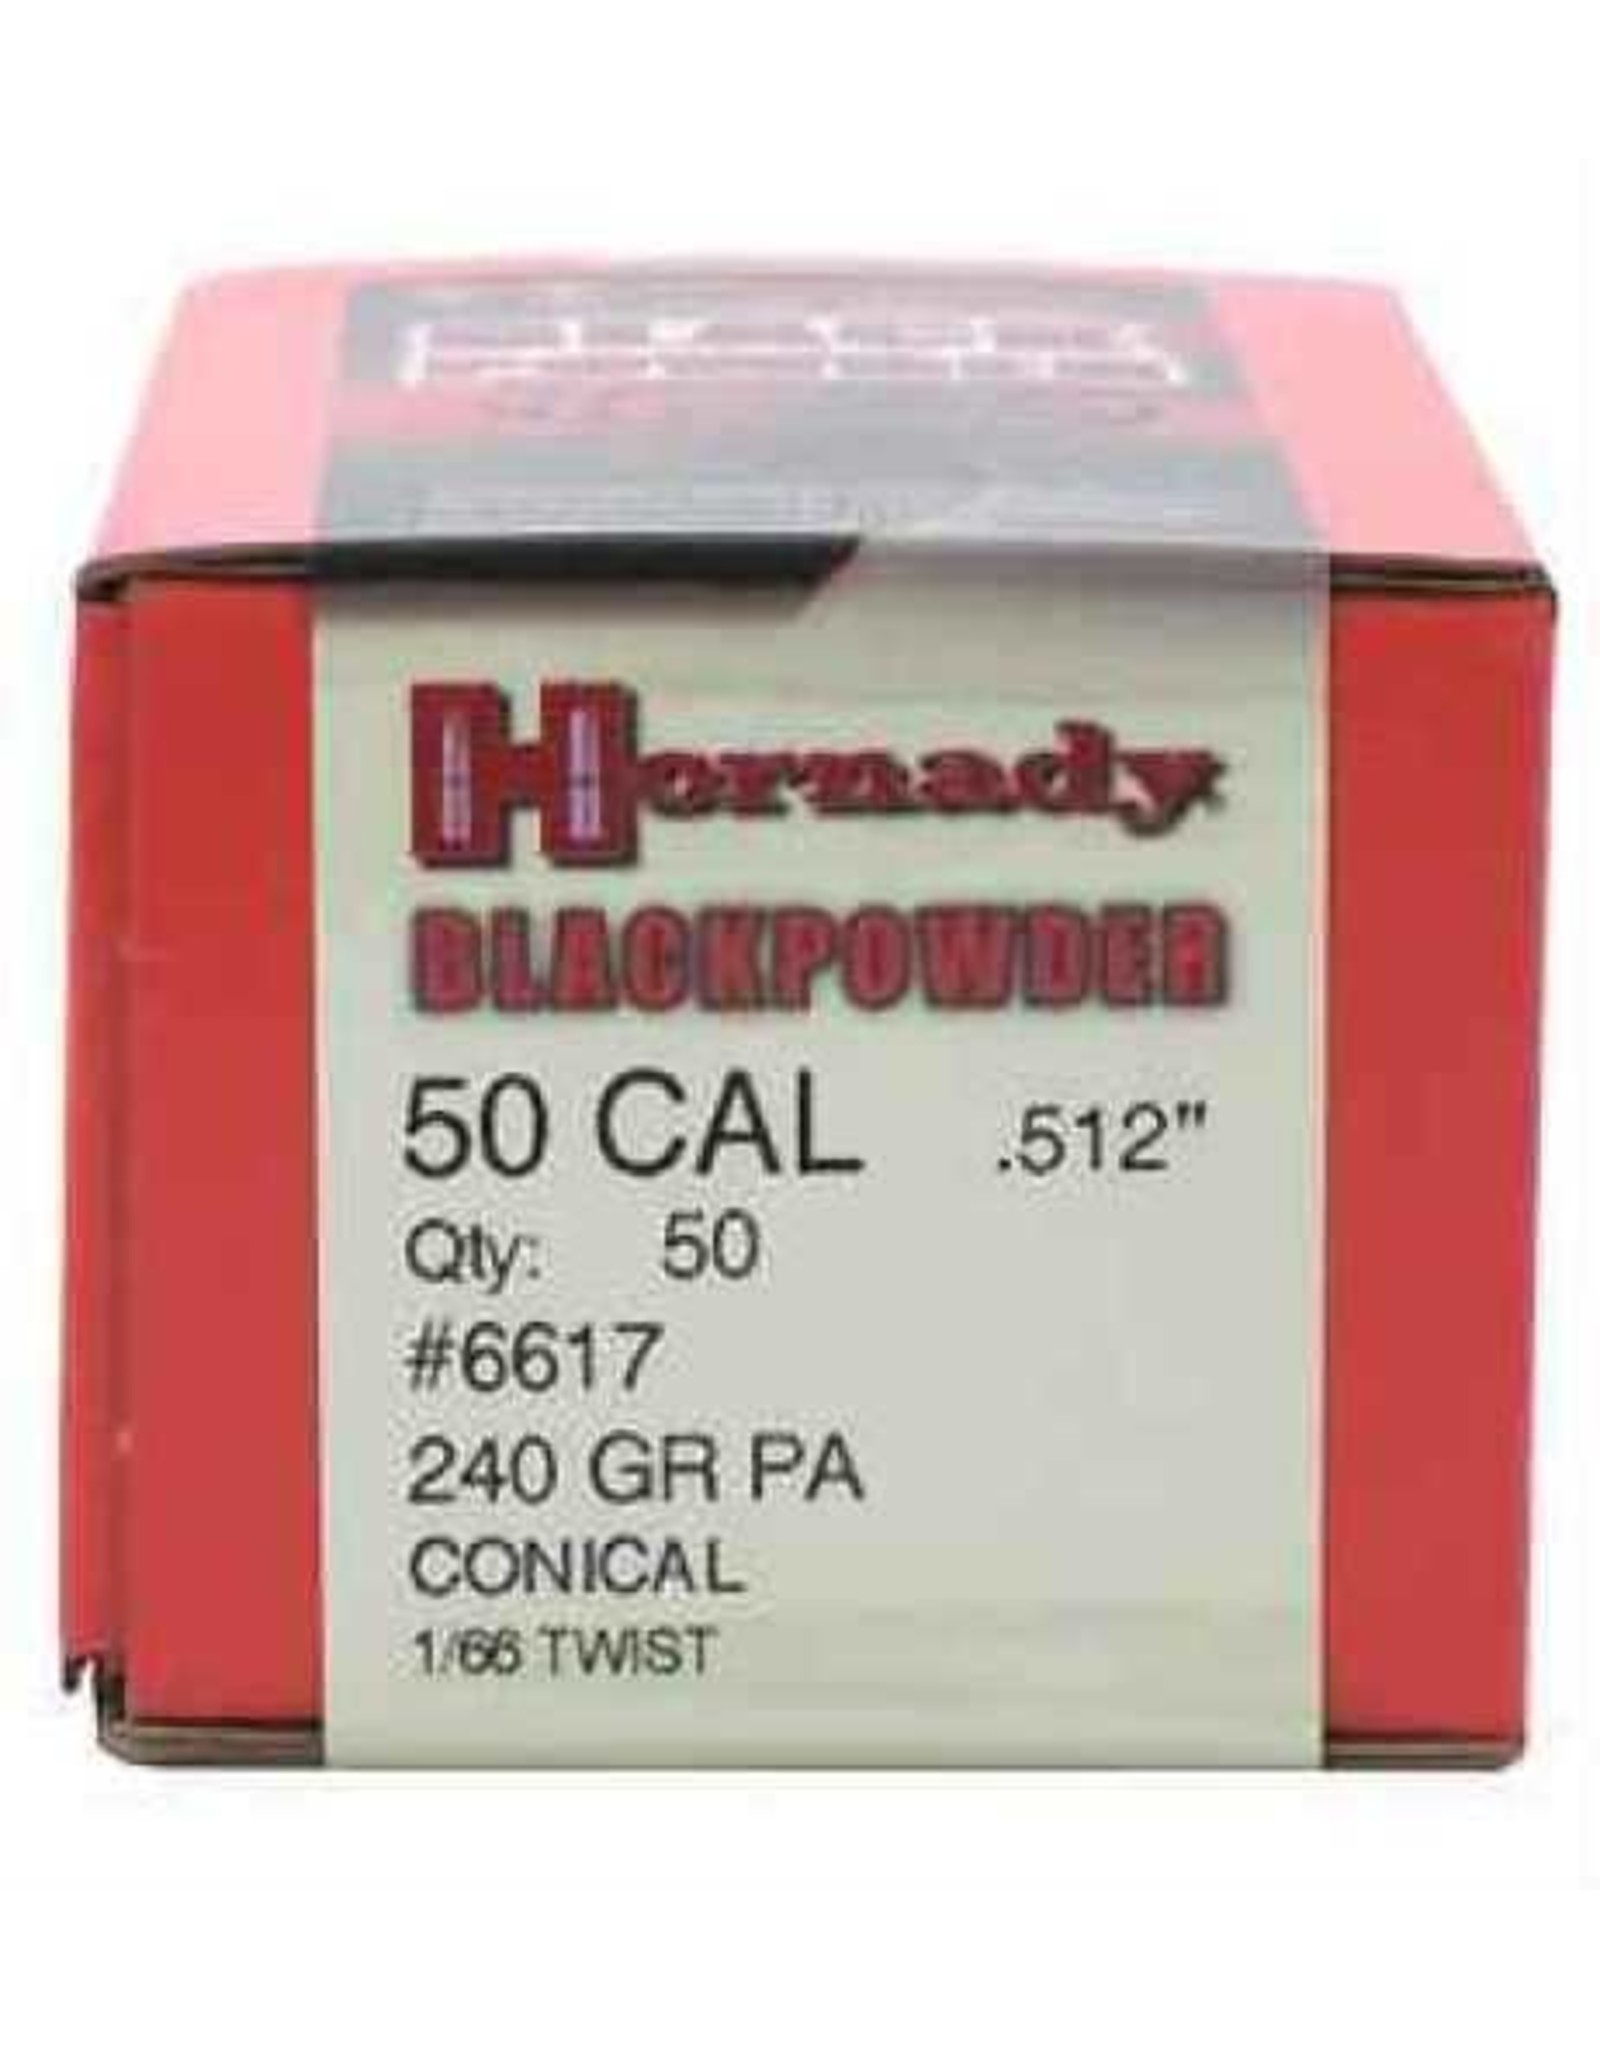 Hornady
BLACKPOWDER
50 CAL .512"
Qty: 50
#6617
240 GR PA
CONICAL
1/66 TWIST